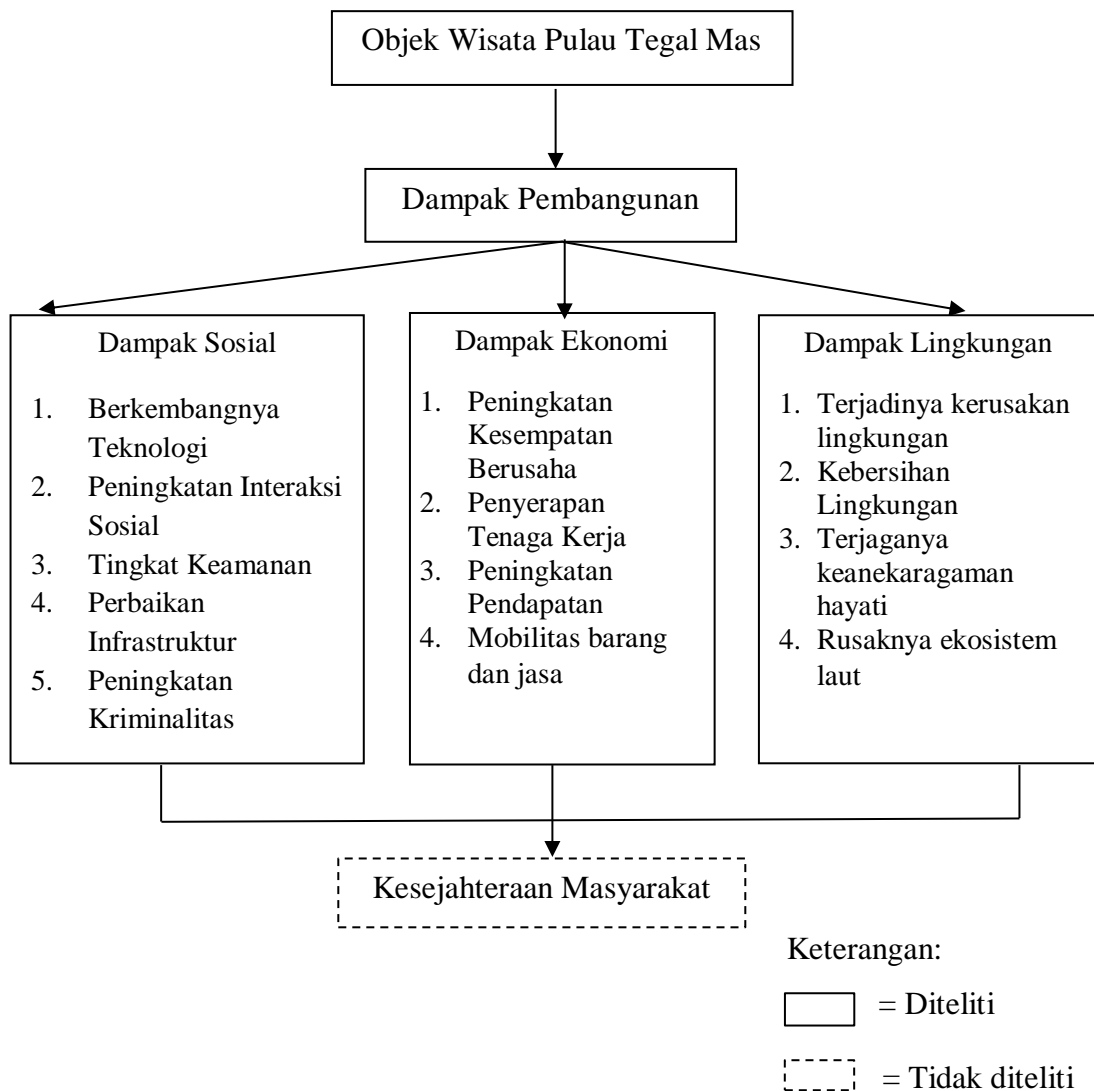 Objek Wisata Pulau Tegal Mas
Dampak Pembangunan
Dampak Sosial
1. Berkembangnya
Teknologi
2. Peningkatan Interaksi
Sosial
3. Tingkat Keamanan
4. Perbaikan
Infrastruktur
5. Peningkatan
Kriminalitas
Dampak Ekonomi
1. Peningkatan
Kesempatan
Berusaha
2. Penyerapan
Tenaga Kerja
3. Peningkatan
Pendapatan
4. Mobilitas barang
dan jasa
Dampak Lingkungan
1. Terjadinya kerusakan
lingkungan
2. Kebersihan
Lingkungan
3. Terjaganya
keanekaragaman
hayati
4. Rusaknya ekosistem
laut
Kesejahteraan Masyarakat
Keterangan:
= Diteliti
= Tidak diteliti